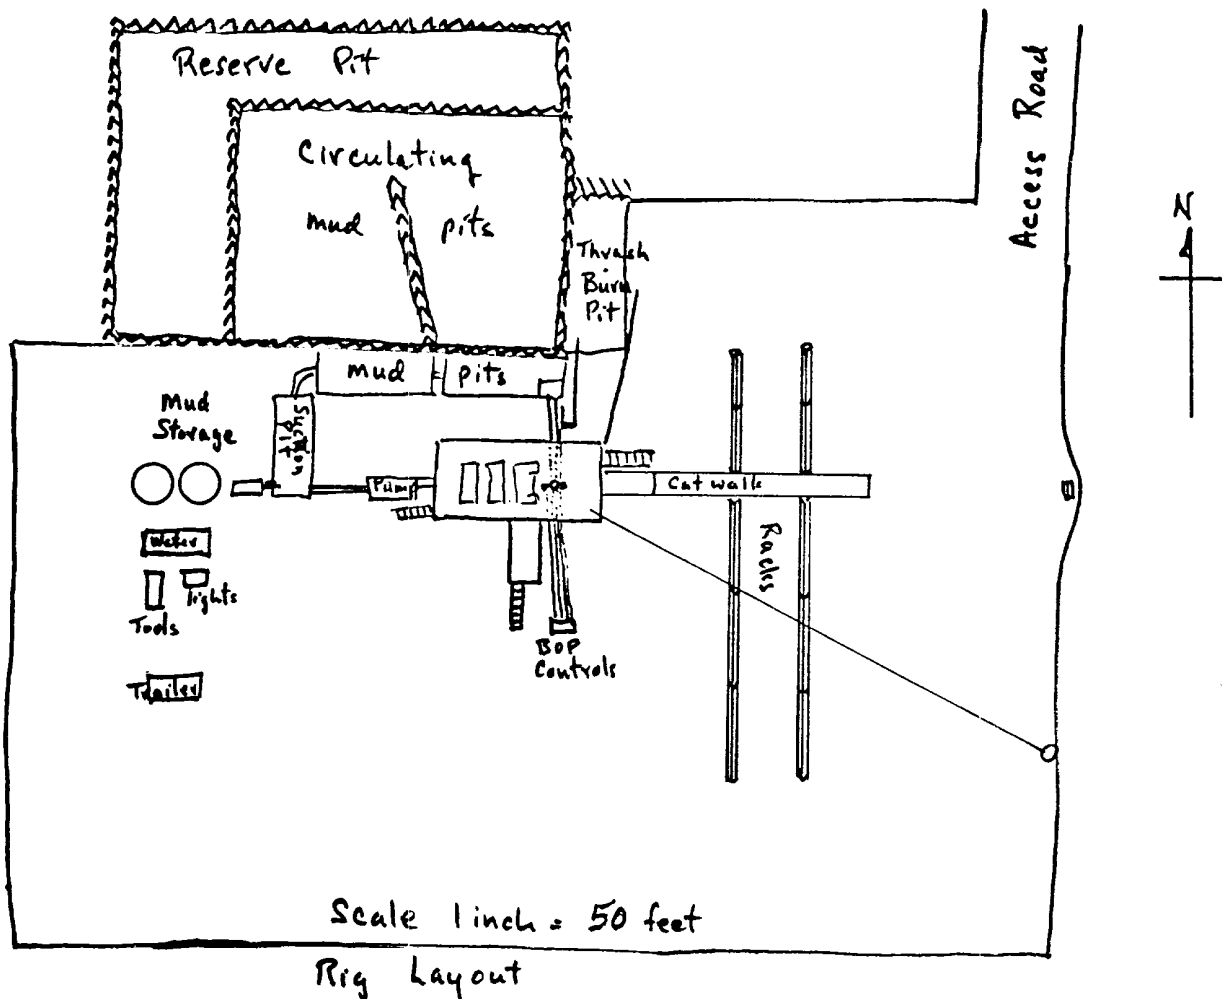 Reserve Pit
Access Road
Circulating
mud pits
N
Thrash
Burn
Pit
mud pits
Mud
Storage
Suction
Pit
Pump
Cat walk
Water
Racks
Lights
Tools
BOP
Controls
Trailer
Scale 1 inch = 50 feet
Rig Layout